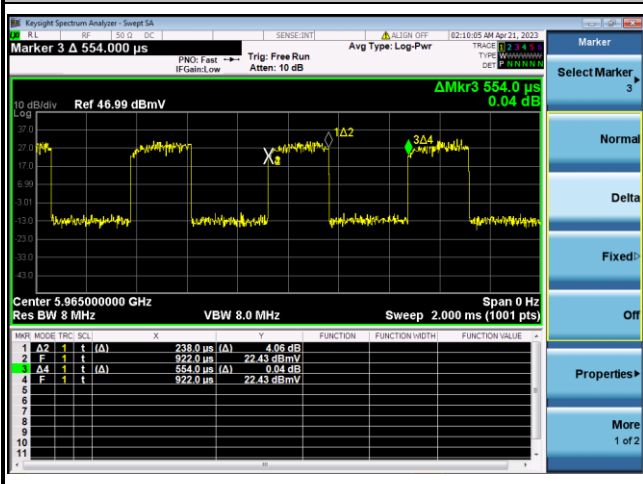 Keysight Spectrum Analyzer - Swept SA
RL RF 50 Ω DC SENSE:INT ALIGN OFF 02:10:05 AM Apr 21, 2023
Marker 3 Δ 554.000 µs
PNO: Fast
IFGain:Low
Trig: Free Run
Atten: 10 dB
Avg Type: Log-Pwr
TRACE 1 2 3 4 5 6
TYPE WWWWWW
DET P N N N N N
ΔMkr3 554.0 µs
0.04 dB
10 dB/div Ref 46.99 dBmV
Log
37.0
27.0
17.0
6.99
-3.01
-13.0
-23.0
-33.0
-43.0
1Δ2
3Δ4
Center 5.965000000 GHz Span 0 Hz
Res BW 8 MHz VBW 8.0 MHz Sweep 2.000 ms (1001 pts)
MKR MODE TRC SCL X Y FUNCTION FUNCTION WIDTH FUNCTION VALUE
1 Δ2 1 t (Δ) 238.0 µs (Δ) 4.06 dB
2 F 1 t 922.0 µs 22.43 dBmV
3 Δ4 1 t (Δ) 554.0 µs (Δ) 0.04 dB
4 F 1 t 922.0 µs 22.43 dBmV
5
6
7
8
9
10
11
Marker
Select Marker
3
Normal
Delta
Fixed
Off
Properties
More
1 of 2